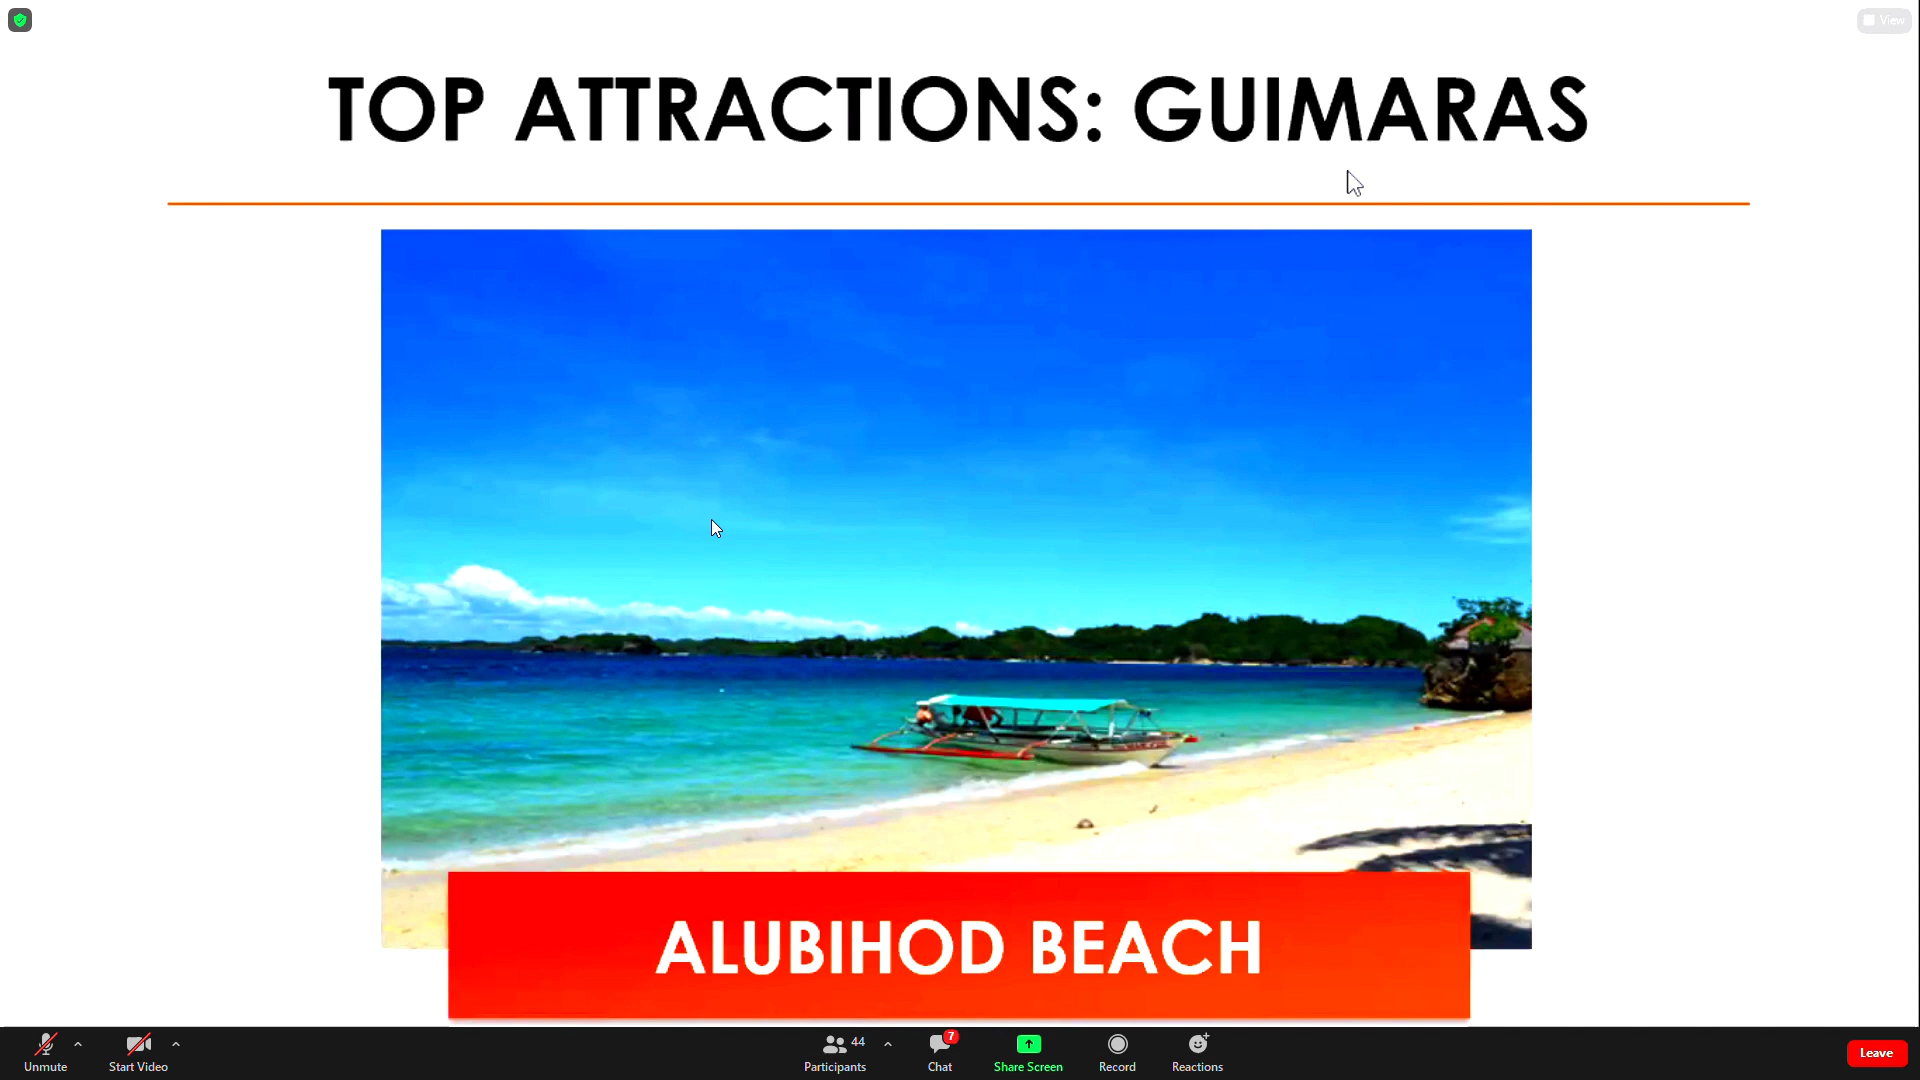 View
TOP ATTRACTIONS: GUIMARAS
ALUBIHOD BEACH
Unmute
Start Video
44
Participants
7
Chat
Share Screen
Record
Reactions
Leave